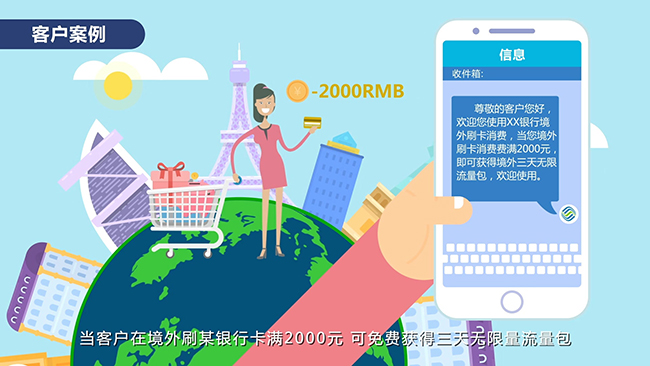 客户案例
-2000RMB
信息
收件箱:
尊敬的客户您好,
欢迎您使用XX银行境
外刷卡消费，当您境外
刷卡消费费满2000元,
即可获得境外三天无限
流量包，欢迎使用。
当客户在境外刷某银行卡满2000元 可免费获得三天无限量流量包